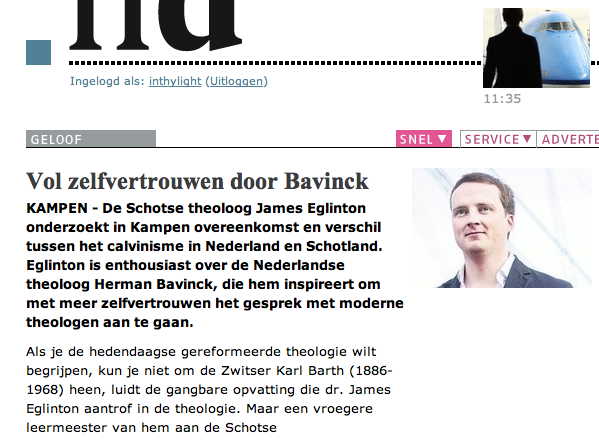 nd
Ingelogd als: inthylight (Uitloggen)
11:35
GELOOF
SNEL ▼ SERVICE ▼ ADVERTE
Vol zelfvertrouwen door Bavinck
KAMPEN - De Schotse theoloog James Eglinton
onderzoekt in Kampen overeenkomst en verschil
tussen het calvinisme in Nederland en Schotland.
Eglinton is enthousiast over de Nederlandse
theoloog Herman Bavinck, die hem inspireert om
met meer zelfvertrouwen het gesprek met moderne
theologen aan te gaan.
Als je de hedendaagse gereformeerde theologie wilt
begrijpen, kun je niet om de Zwitser Karl Barth (1886-
1968) heen, luidt de gangbare opvatting die dr. James
Eglinton aantrof in de theologie. Maar een vroegere
leermeester van hem aan de Schotse